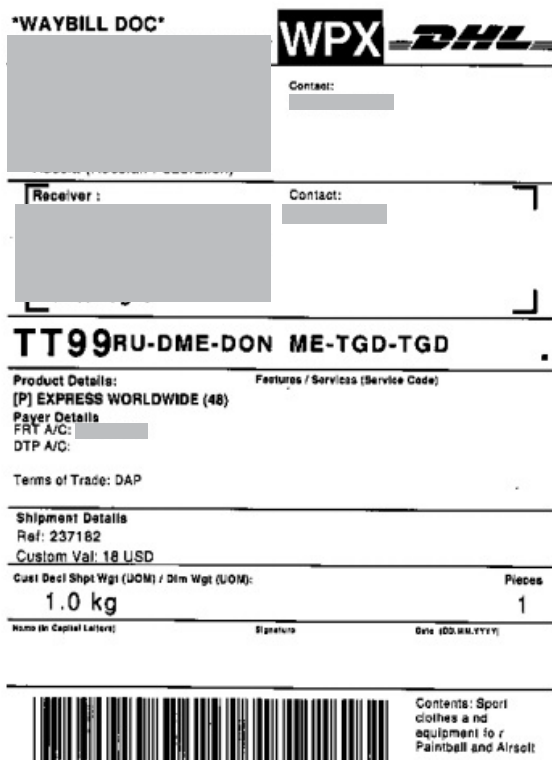 *WAYBILL DOC*
WPX
DHL
Contact:
Receiver :
Contact:
TT99 RU-DME-DON ME-TGD-TGD
Product Details:
Features / Services (Service Code)
[P] EXPRESS WORLDWIDE (48)
Payer Details
FRT A/C:
DTP A/C:
Terms of Trade: DAP
Shipment Details
Ref: 237182
Custom Val: 18 USD
Cust Decl Shpt Wgt (UOM) / Dim Wgt (UOM):
Pieces
1.0 kg
1
Name (in Capital Letters)
Signature
Date (DD.MM.YYYY)
Contents: Sport
clothes and
equipment for
Paintball and Airsoft